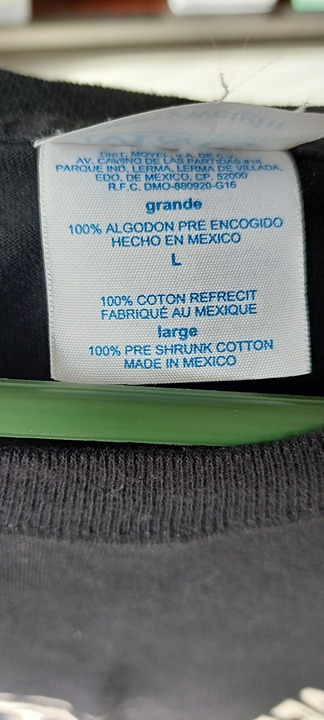 DIST. MOYEL S.A. DE C.V.
AV. CAMINO DE LAS PARTIDAS #15
PARQUE IND. LERMA, LERMA DE VILLADA,
EDO. DE MEXICO, CP. 52000
R.F.C. DMO-880920-G16
grande
100% ALGODON PRE ENCOGIDO
HECHO EN MEXICO
L
100% COTON REFRECIT
FABRIQUÉ AU MEXIQUE
large
100% PRE SHRUNK COTTON
MADE IN MEXICO